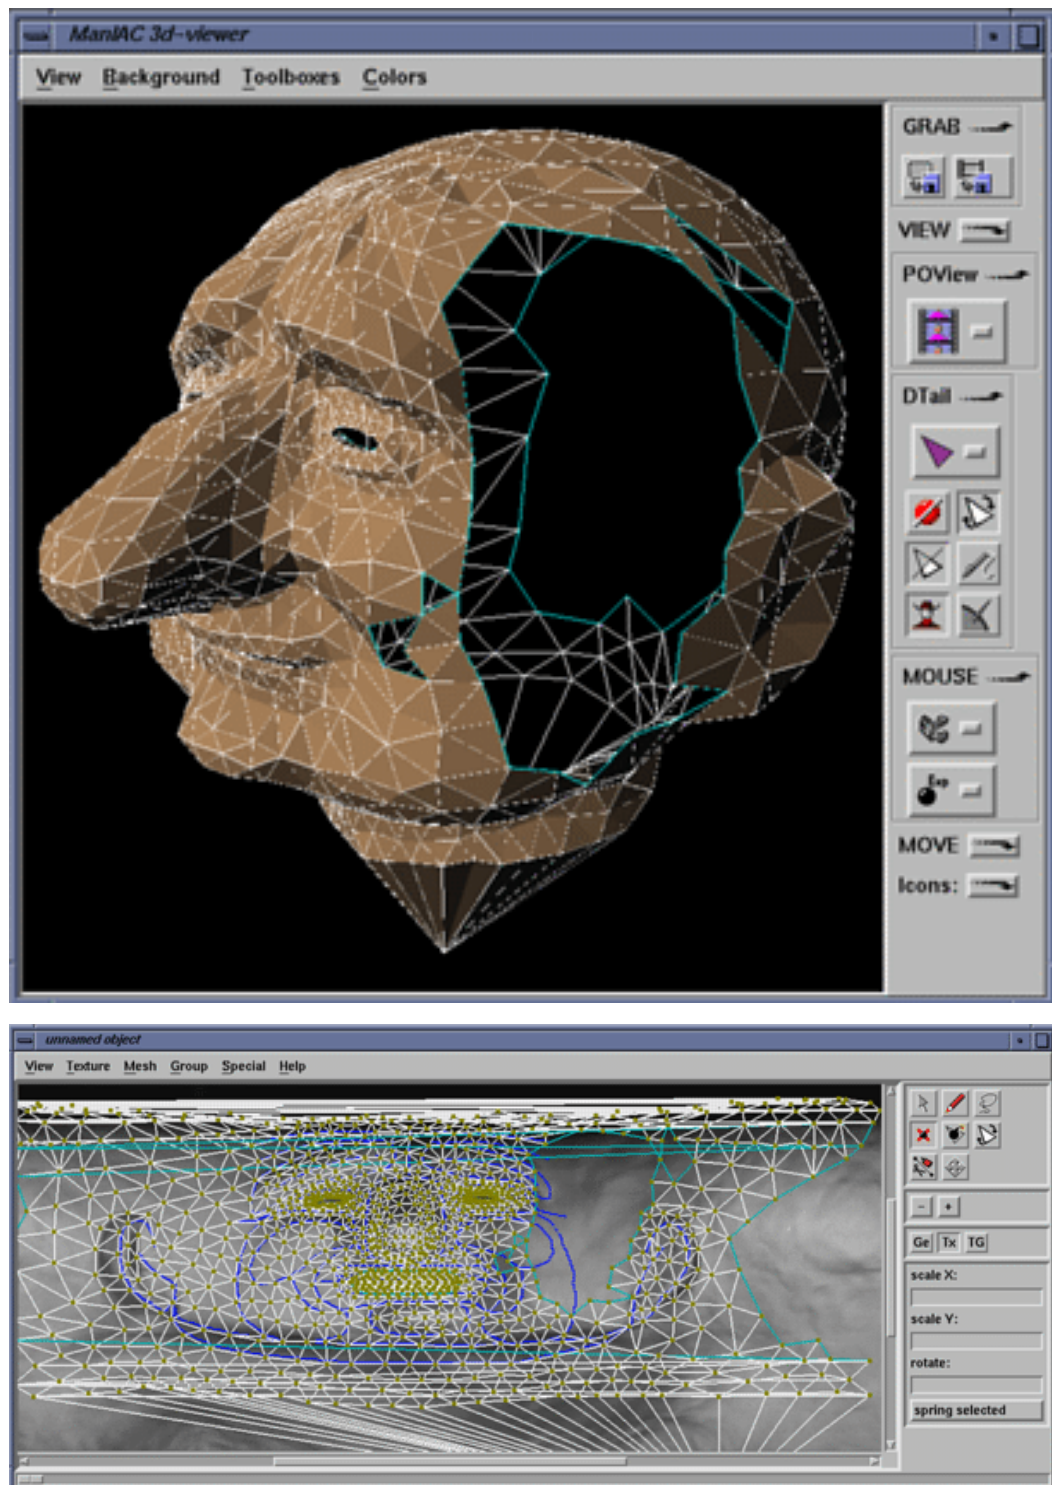 ManIAC 3d-viewer
View Background Toolboxes Colors
GRAB
VIEW
POView
DTail
MOUSE
Exp
MOVE
Icons:
unnamed object
View Texture Mesh Group Special Help
- +
Ge Tx TG
scale X:
scale Y:
rotate:
spring selected